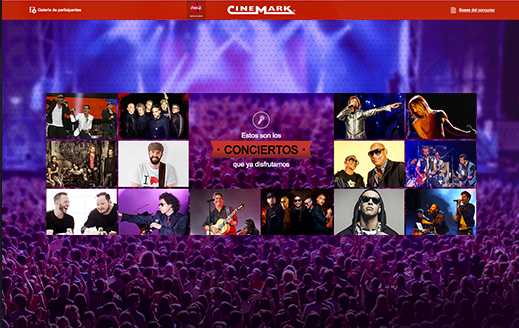 Galería de participantes
CINEMARK
Bases del concurso
Estos son los
CONCIERTOS
que ya disfrutamos
I